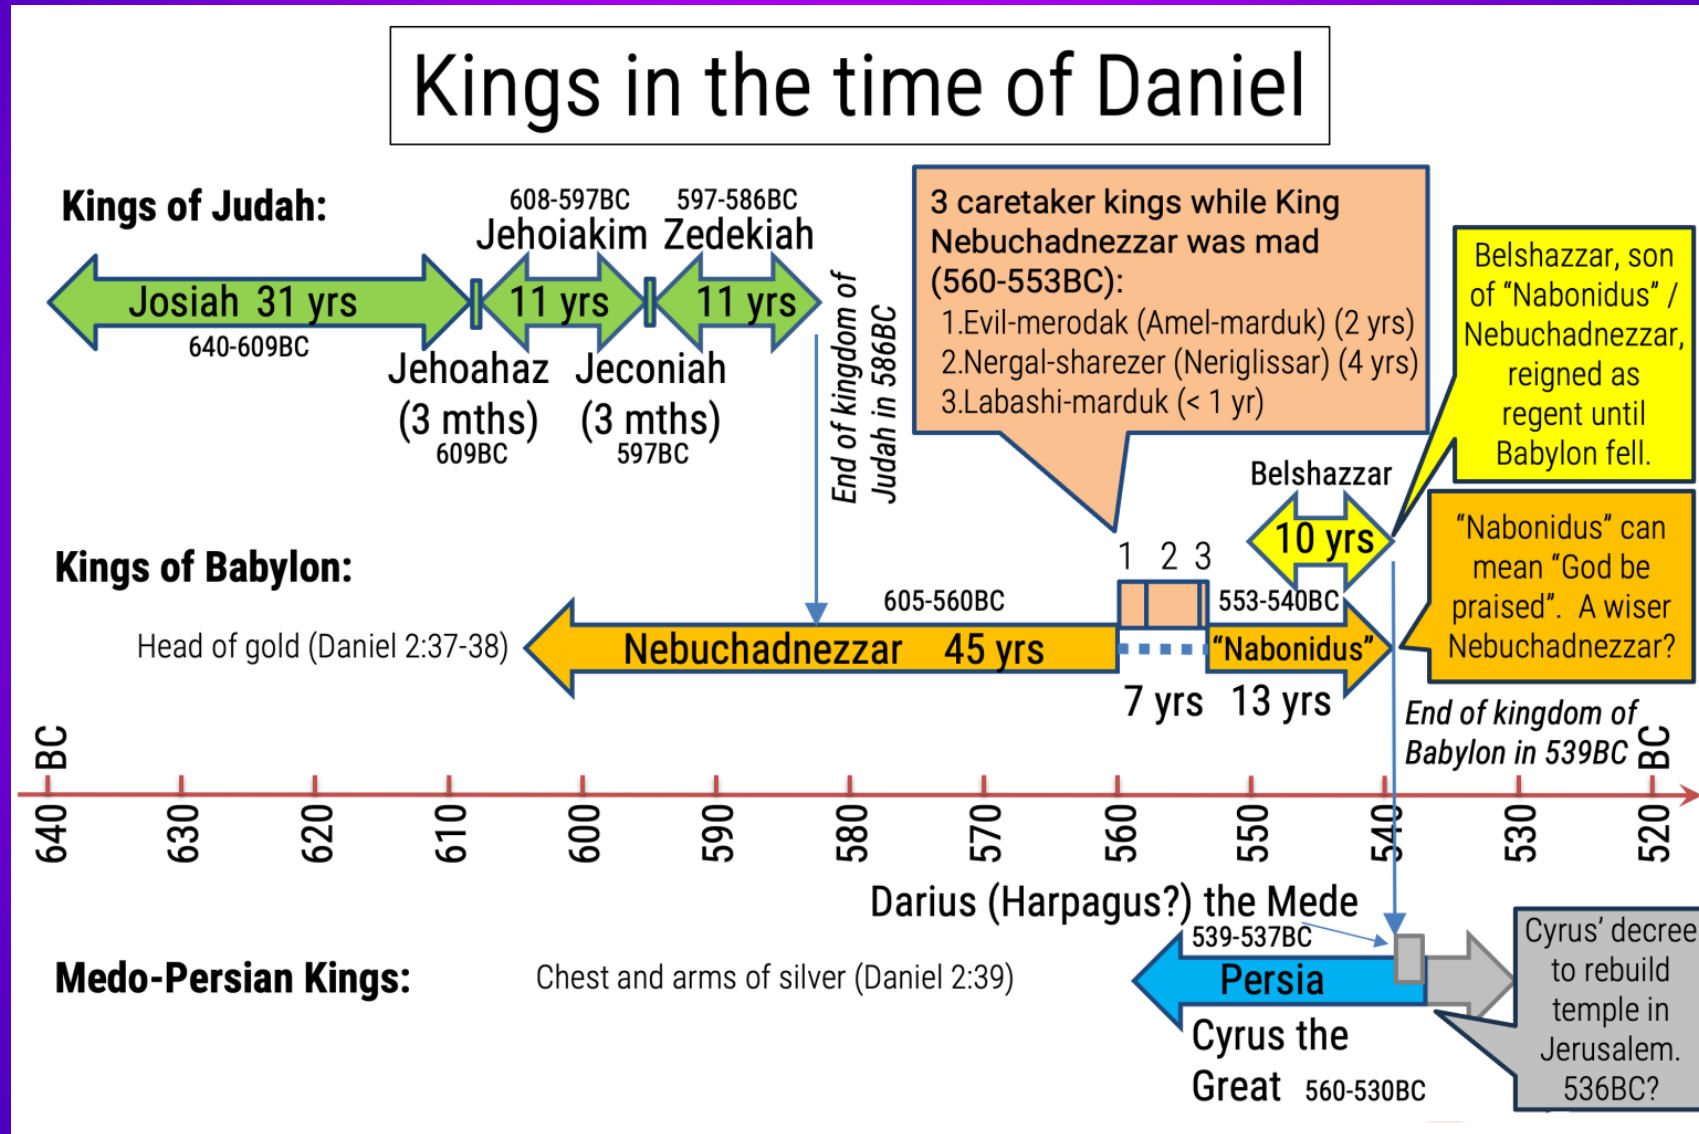 Kings in the time of Daniel
Kings of Judah:
608-597BC
Jehoiakim
597-586BC
Zedekiah
Josiah 31 yrs
11 yrs
11 yrs
640-609BC
Jehoahaz
(3 mths)
609BC
Jeconiah
(3 mths)
597BC
End of kingdom of
Judah in 586BC
3 caretaker kings while King
Nebuchadnezzar was mad
(560-553BC):
1.Evil-merodak (Amel-marduk) (2 yrs)
2.Nergal-sharezer (Neriglissar) (4 yrs)
3.Labashi-marduk (< 1 yr)
Belshazzar, son
of “Nabonidus” /
Nebuchadnezzar,
reigned as
regent until
Babylon fell.
Belshazzar
10 yrs
“Nabonidus” can
mean “God be
praised”. A wiser
Nebuchadnezzar?
Kings of Babylon:
1 2 3
605-560BC
553-540BC
Head of gold (Daniel 2:37-38)
Nebuchadnezzar 45 yrs
“Nabonidus”
7 yrs
13 yrs
End of kingdom of
Babylon in 539BC
BC
BC
640
630
620
610
600
590
580
570
560
550
540
530
520
Darius (Harpagus?) the Mede
539-537BC
Medo-Persian Kings:
Chest and arms of silver (Daniel 2:39)
Persia
Cyrus the
Great 560-530BC
Cyrus’ decree
to rebuild
temple in
Jerusalem.
536BC?